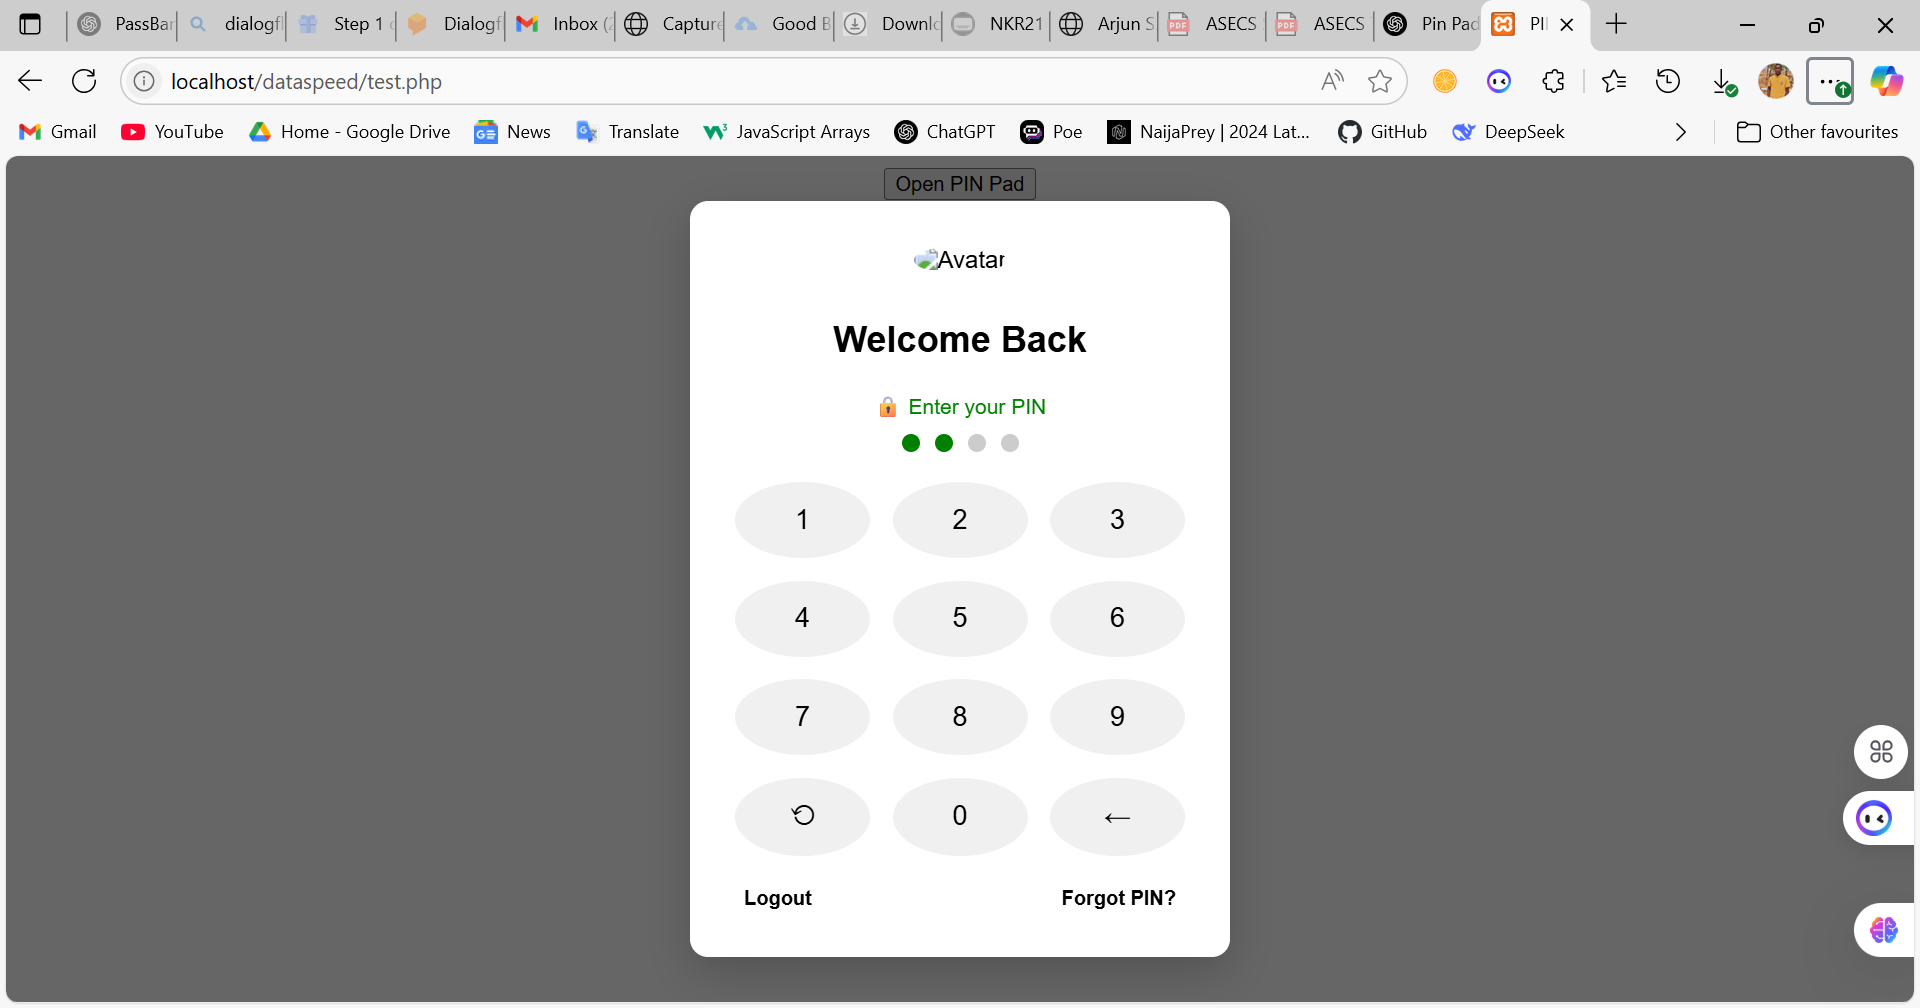 PassBar
dialogfl
Step 1 c
Dialogf
Inbox (2
Capture
Good B
Downlo
NKR21
Arjun S
ASECS
ASECS
Pin Pad
PI
localhost/dataspeed/test.php
Gmail
YouTube
Home - Google Drive
News
Translate
JavaScript Arrays
ChatGPT
Poe
NaijaPrey | 2024 Lat...
GitHub
DeepSeek
Other favourites
Open PIN Pad
Avatar
Welcome Back
Enter your PIN
1 2 3
4 5 6
7 8 9
0
Logout
Forgot PIN?